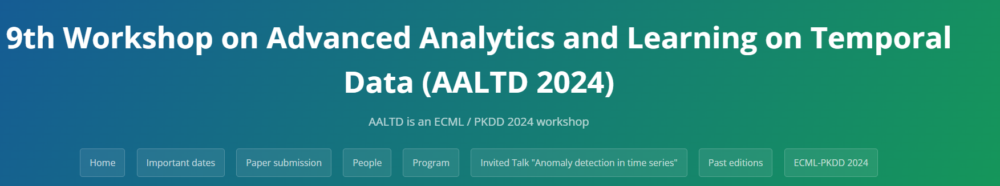 9th Workshop on Advanced Analytics and Learning on Temporal
Data (AALTD 2024)
AALTD is an ECML / PKDD 2024 workshop
Home Important dates Paper submission People Program Invited Talk "Anomaly detection in time series" Past editions ECML-PKDD 2024